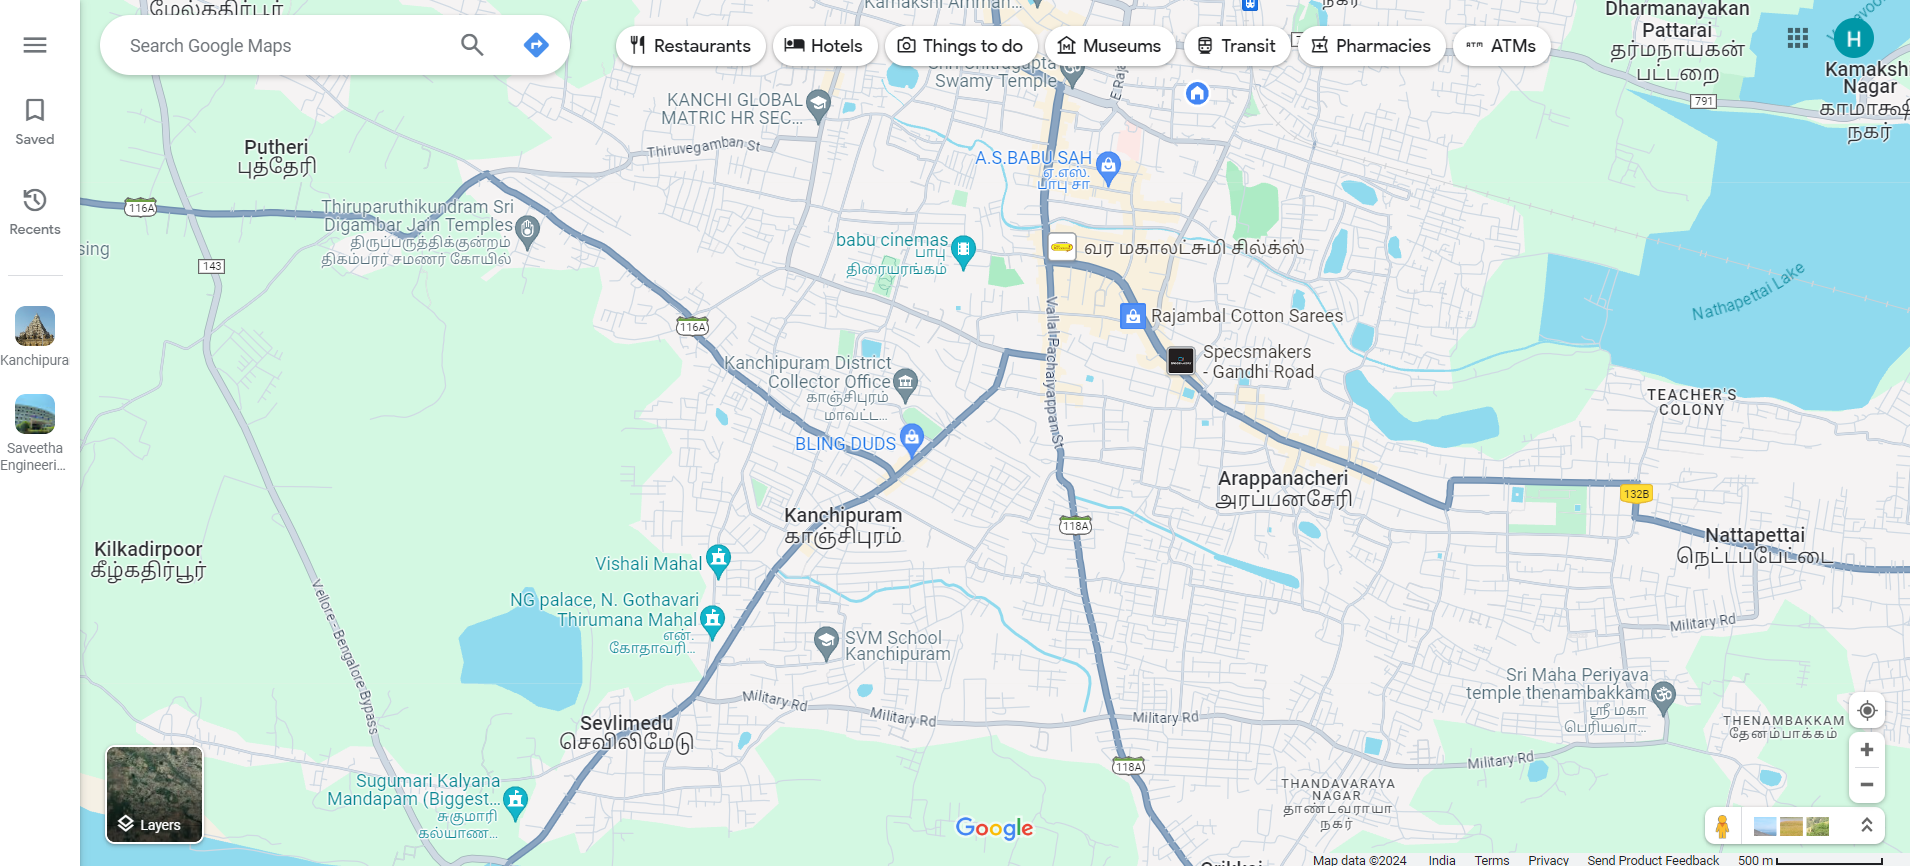 மேல்கதிர்பூர்
Kamakshi Amman...
நகர்
Dharmanayakan
Pattarai
தர்மநாயகன்
பட்டறை
Search Google Maps
Restaurants
Hotels
Things to do
Museums
Transit
Pharmacies
ATMs
H
Saved
Recents
Kanchipura
Saveetha
Engineeri...
Shri Chitragupta
Swamy Temple
E.Raja
Kamaksh
Nagar
காமாக்ஷி
நகர்
791
KANCHI GLOBAL
MATRIC HR SEC...
Putheri
புத்தேரி
Thiruvegamban St
A.S.BABU SAH
ஏ.எஸ்.
பாபு சா
116A
Thiruparuthikundram Sri
Digambar Jain Temples
திருப்பருத்திக்குன்றம்
திகம்பரர் சமணர் கோயில்
sing
143
babu cinemas
பாபு
திரையரங்கம்
வர மகாலட்சுமி சில்க்ஸ்
Nathapettai Lake
116A
Vallal Pachaiyappan St
Rajambal Cotton Sarees
Specsmakers
- Gandhi Road
Kanchipuram District
Collector Office
காஞ்சிபுரம்
மாவட்ட...
TEACHER'S
COLONY
BLING DUDS
Arappanacheri
அரப்பனசேரி
132B
Kanchipuram
காஞ்சிபுரம்
118A
Nattapettai
நெட்டப்பேட்டை
Kilkadirpoor
கீழ்கதிர்பூர்
Vishali Mahal
NG palace, N. Gothavari
Thirumana Mahal
என்.
கோதாவரி...
Vellore - Bengalore Bypass
SVM School
Kanchipuram
Military Rd
Sri Maha Periyava
temple thenambakkam
ஸ்ரீ மகா
பெரியவா...
Military Rd
Military Rd
Military Rd
THENAMBAKKAM
தேனம்பாக்கம்
Sevlimedu
செவிலிமேடு
118A
Military Rd
Sugumari Kalyana
Mandapam (Biggest...
சுகுமாரி
கல்யாண...
THANDAVARAYA
NAGAR
தாண்டவராயா
நகர்
Layers
Google
Orikkai
Map data ©2024
India
Terms
Privacy
Send Product Feedback
500 m